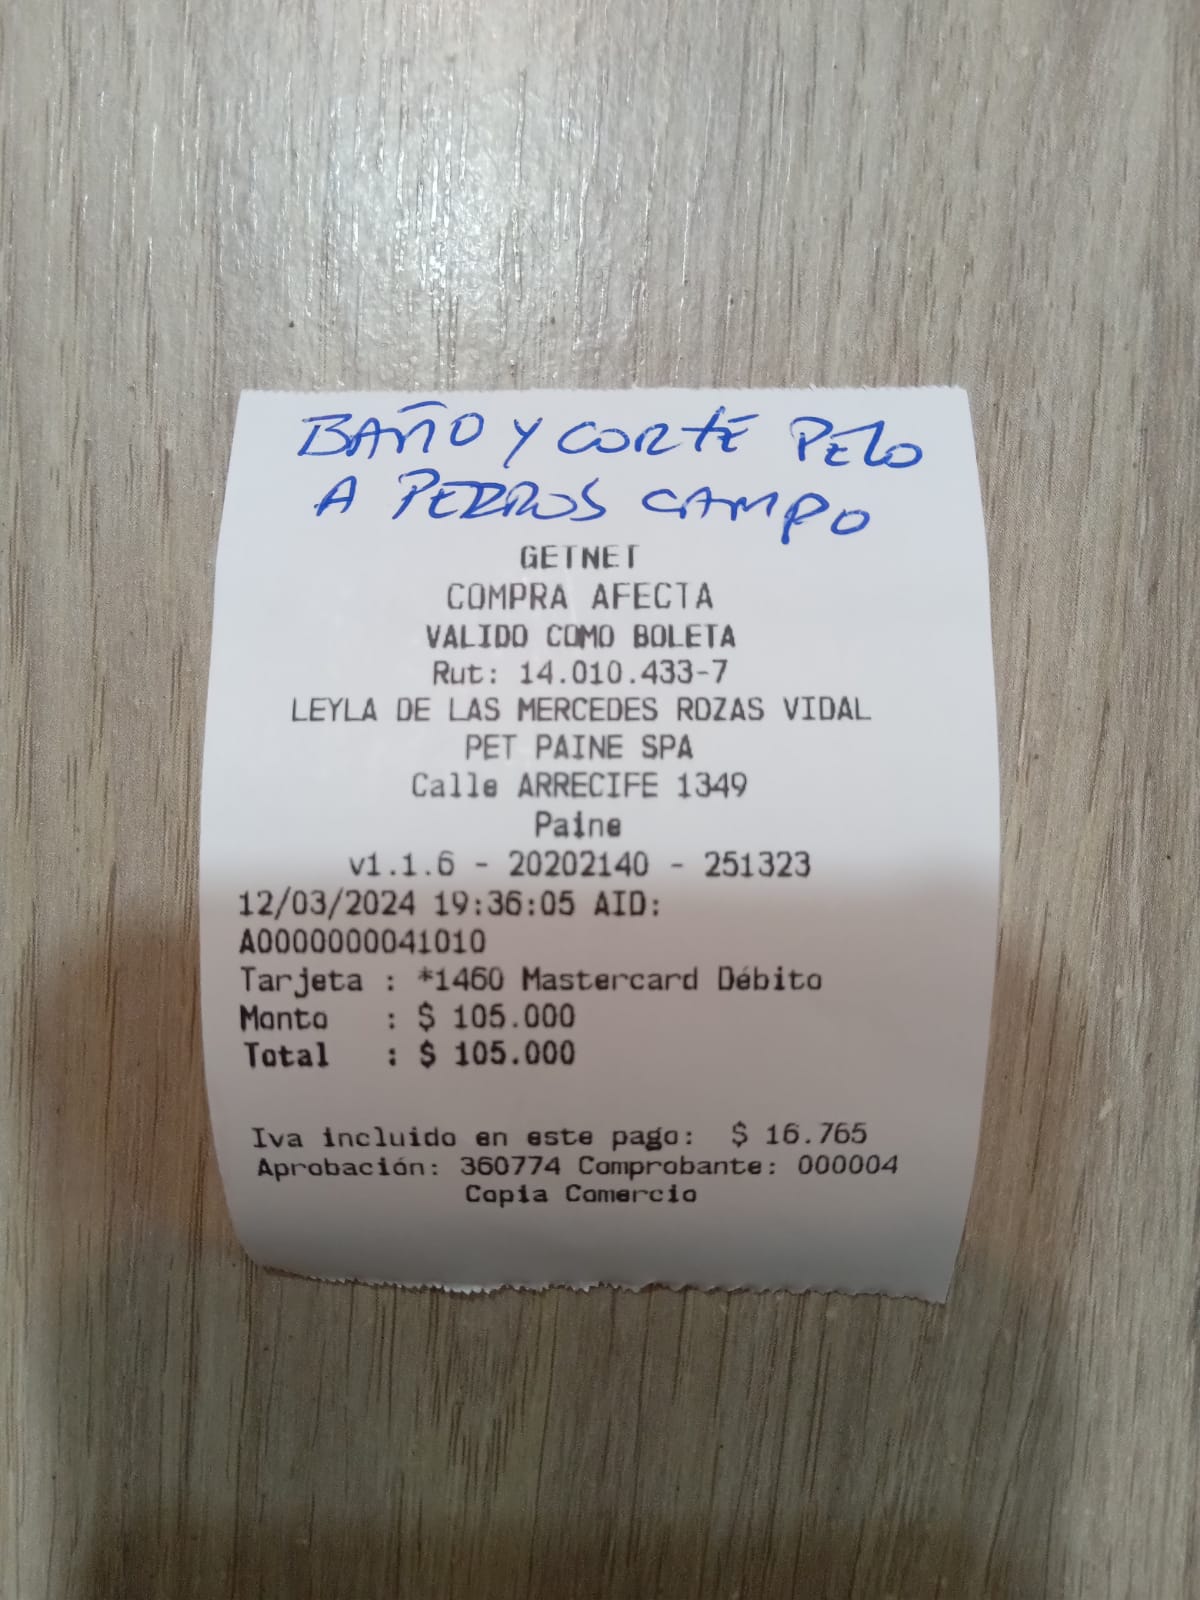 BAÑO Y CORTE PELO
A PERROS CAMPO
GETNET
COMPRA AFECTA
VALIDO COMO BOLETA
Rut: 14.010.433-7
LEYLA DE LAS MERCEDES ROZAS VIDAL
PET PAINE SPA
Calle ARRECIFE 1349
Paine
v1.1.6 - 20202140 - 251323
12/03/2024 19:36:05 AID:
A0000000041010
Tarjeta : *1460 Mastercard Débito
Monto : $ 105.000
Total : $ 105.000
Iva incluido en este pago: $ 16.765
Aprobación: 360774 Comprobante: 000004
Copia Comercio